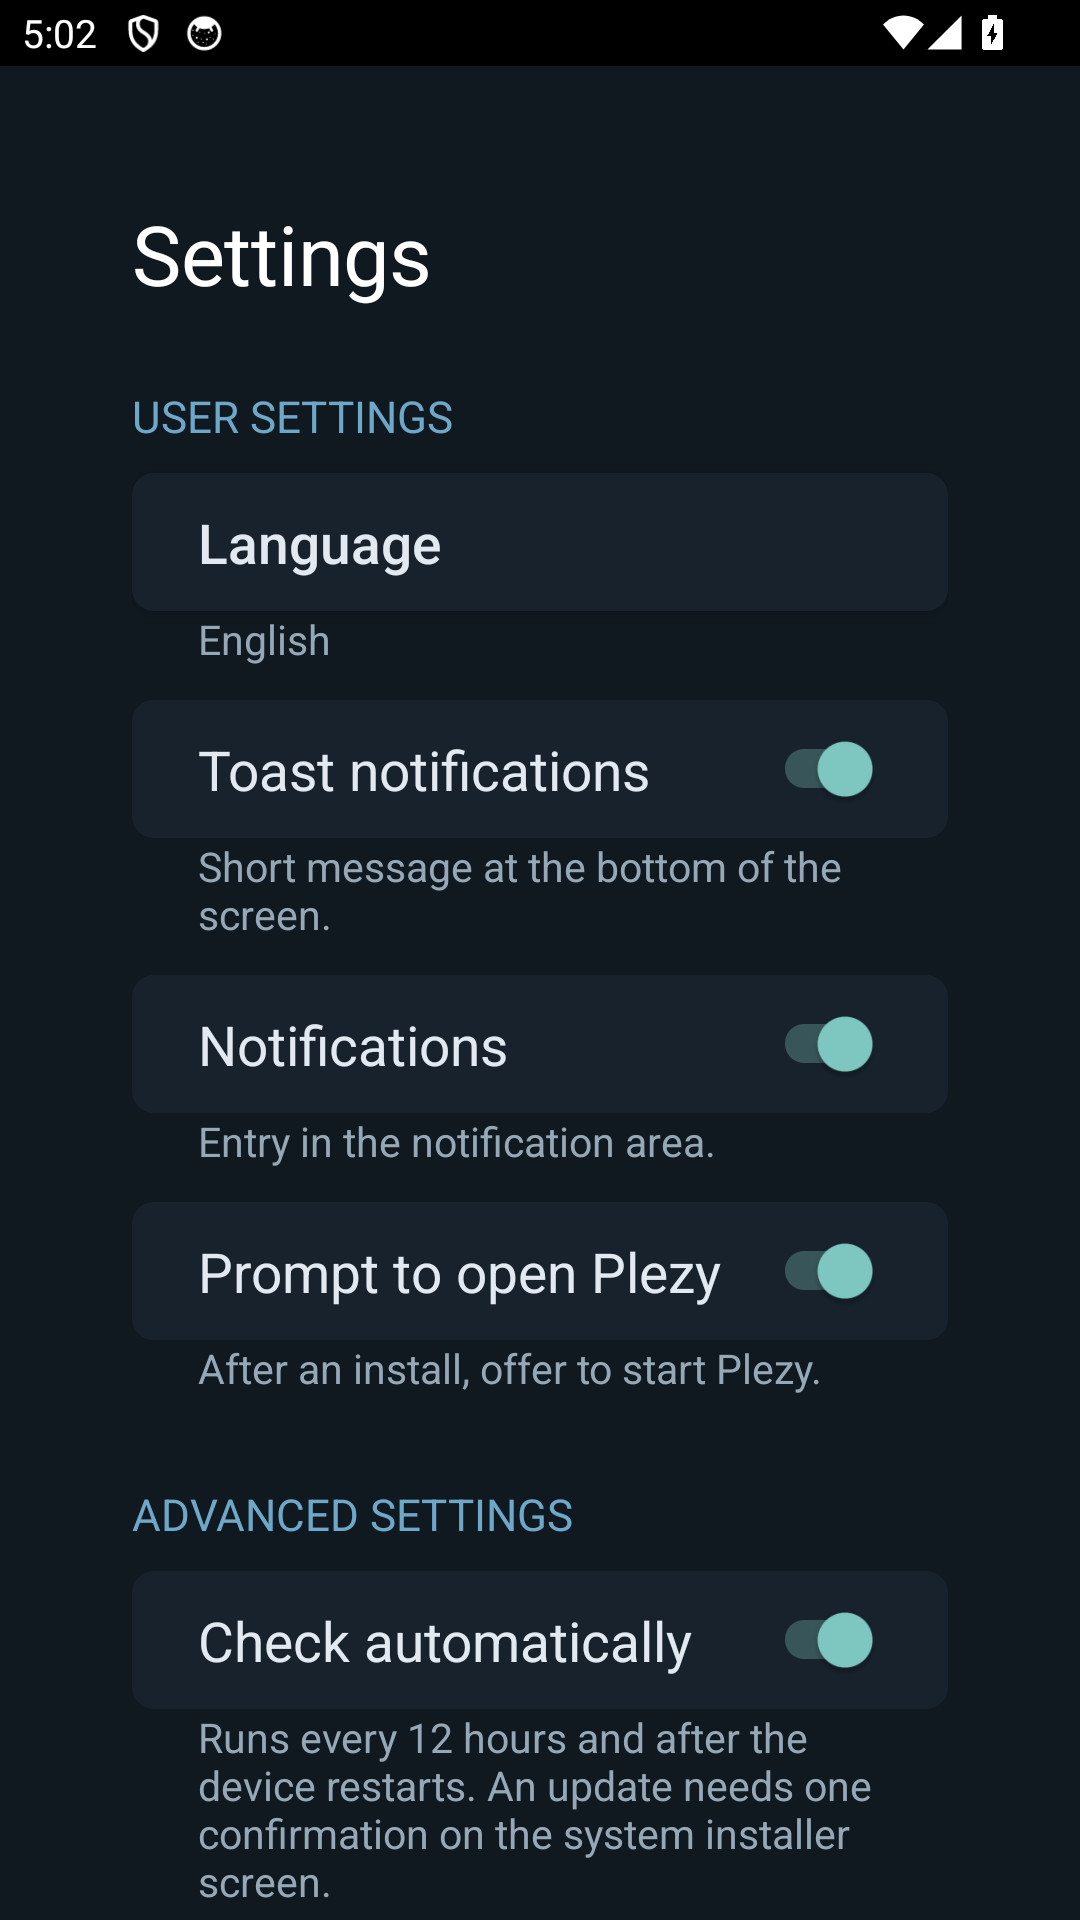 5:02
Settings
USER SETTINGS
Language
English
Toast notifications
Short message at the bottom of the
screen.
Notifications
Entry in the notification area.
Prompt to open Plezy
After an install, offer to start Plezy.
ADVANCED SETTINGS
Check automatically
Runs every 12 hours and after the
device restarts. An update needs one
confirmation on the system installer
screen.